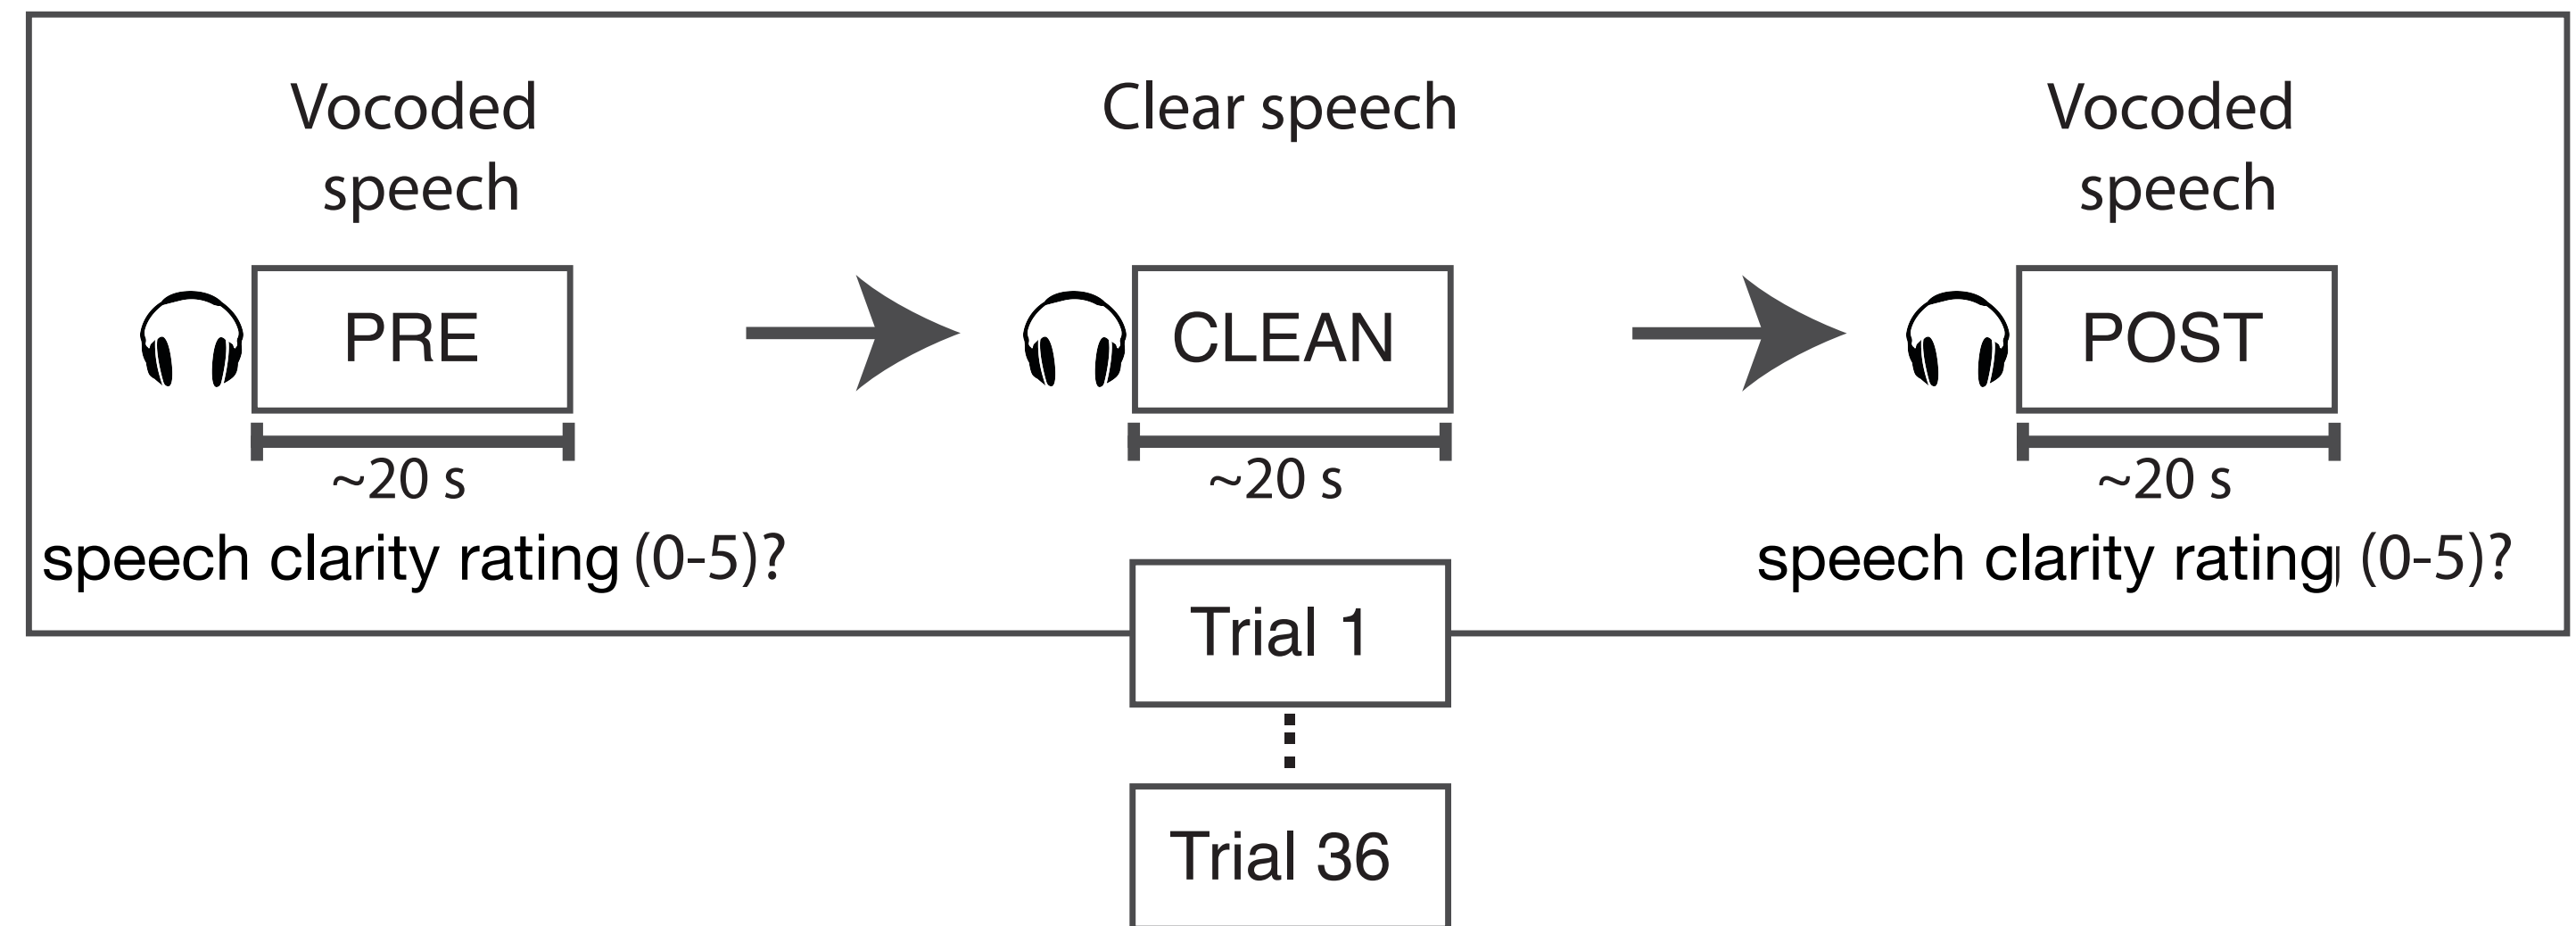 Vocoded
speech
Clear speech
Vocoded
speech
PRE
CLEAN
POST
~20 s
~20 s
~20 s
speech clarity rating (0-5)?
speech clarity rating (0-5)?
Trial 1
Trial 36